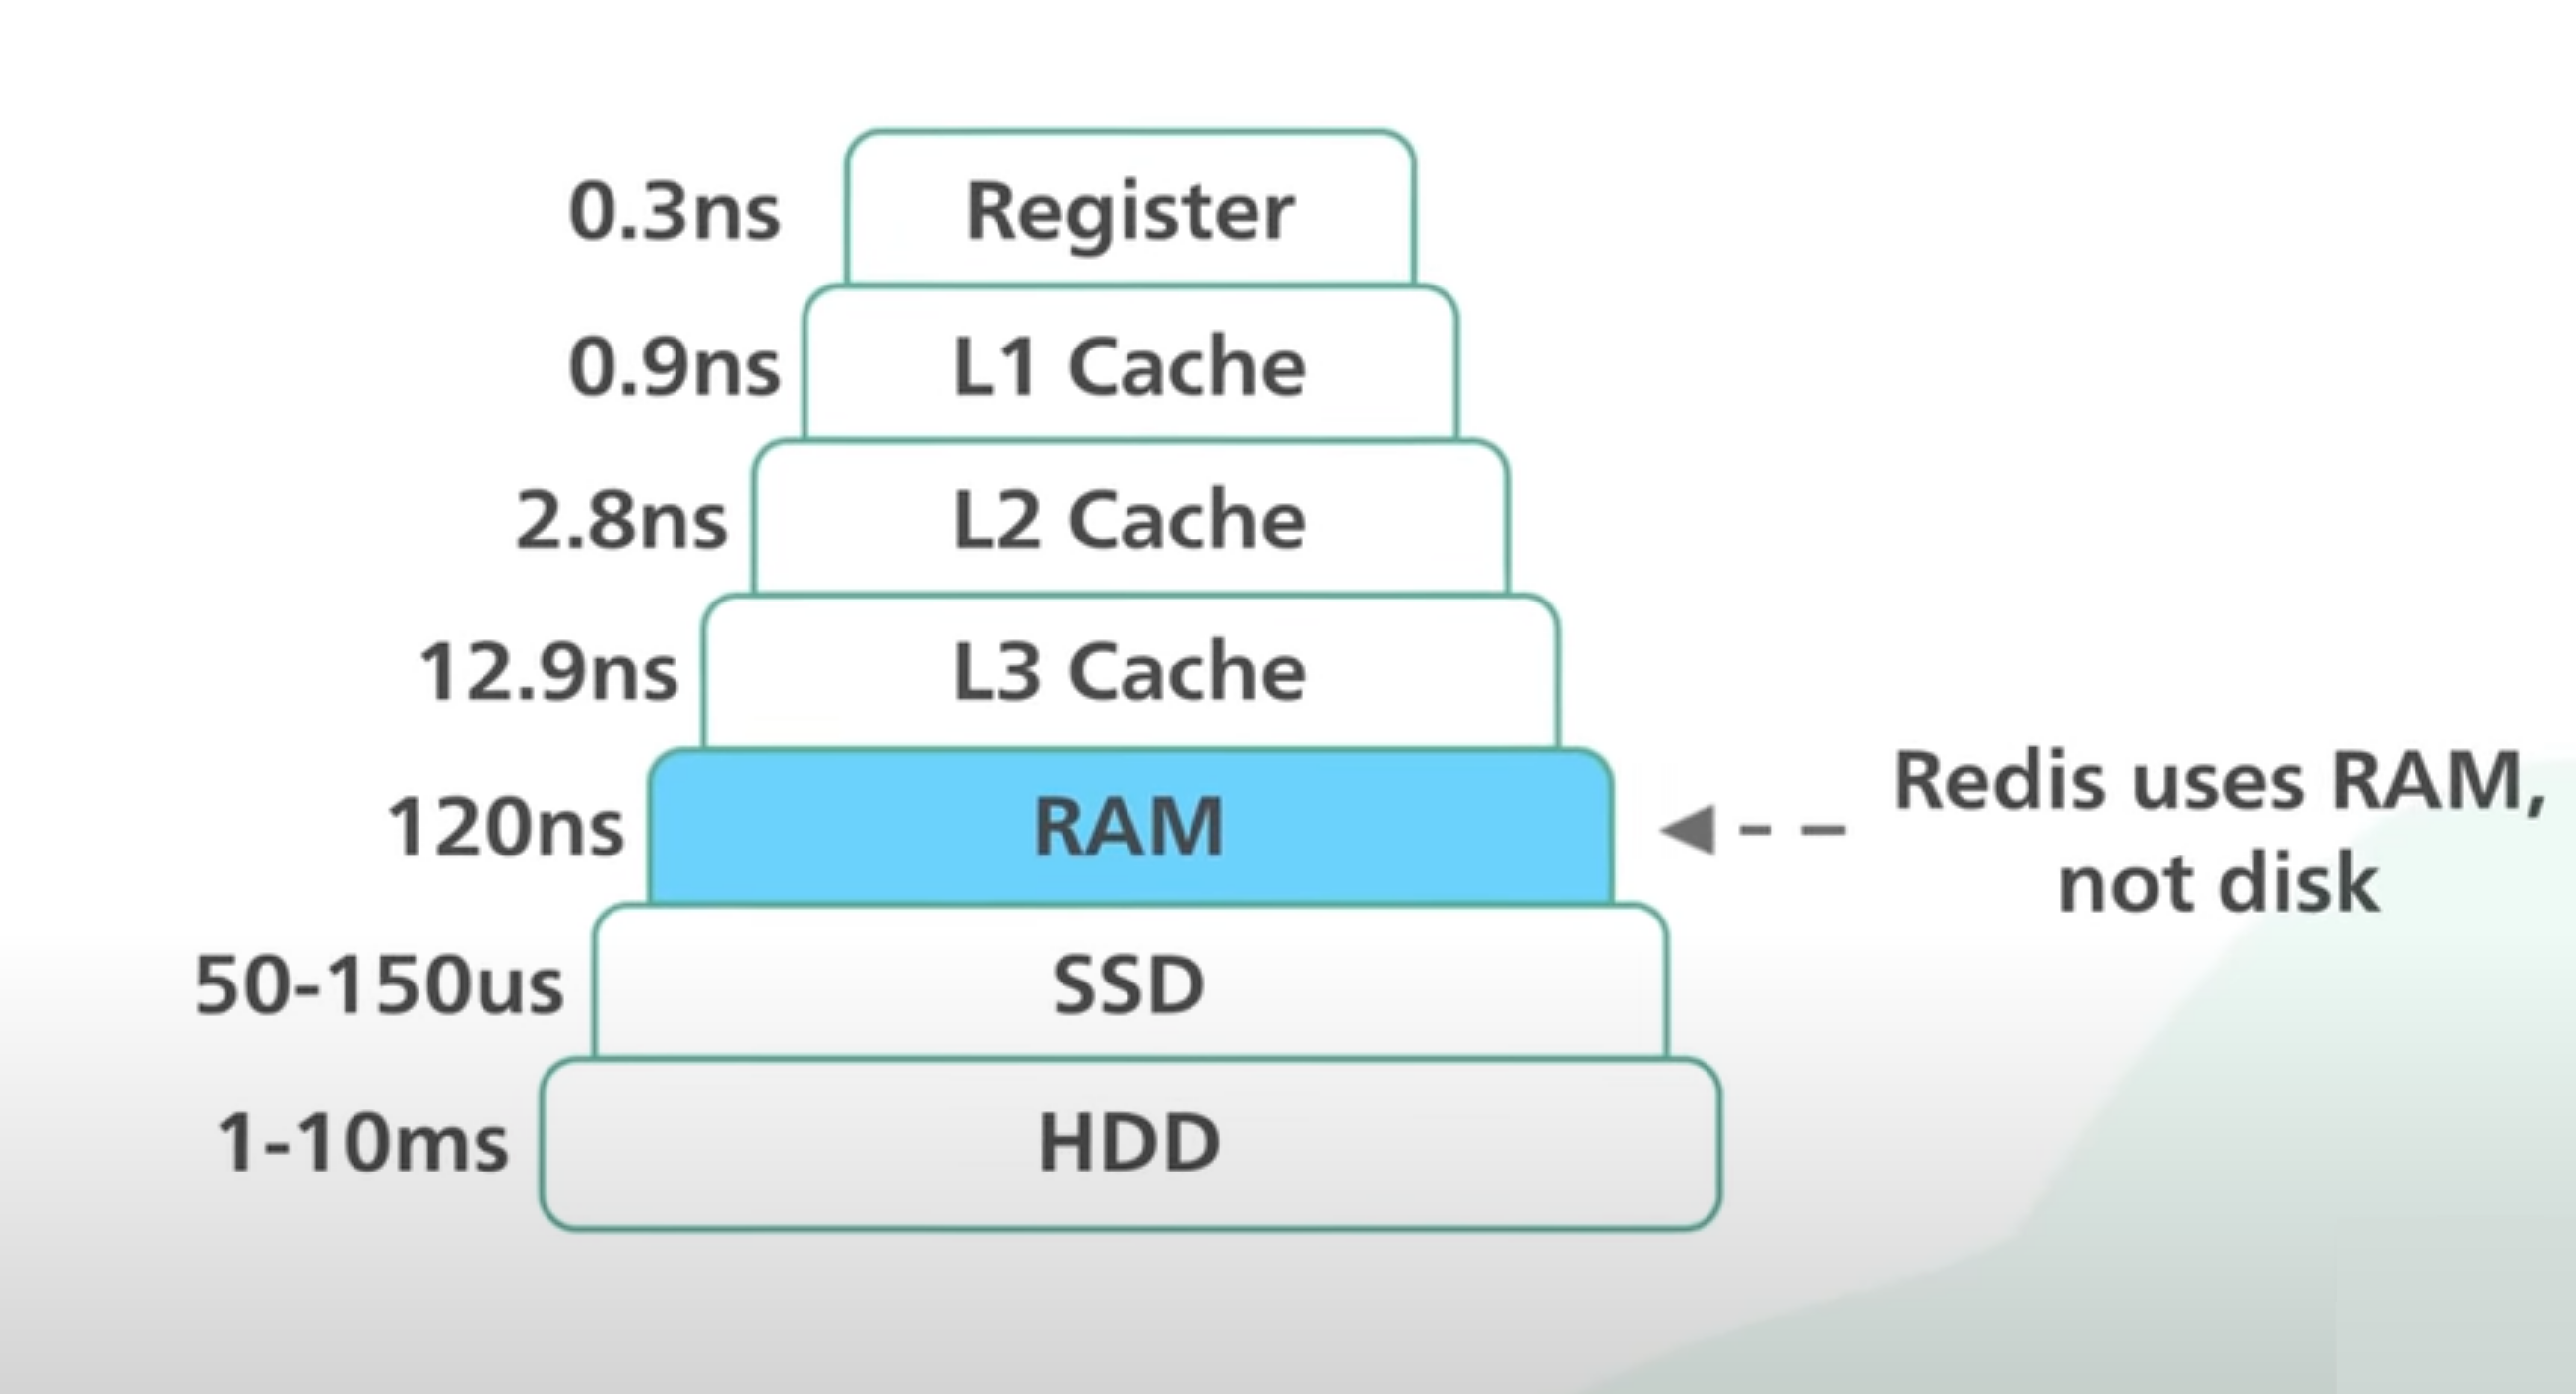 0.3ns Register
0.9ns L1 Cache
2.8ns L2 Cache
12.9ns L3 Cache
120ns RAM
Redis uses RAM,
not disk
50-150us SSD
1-10ms HDD